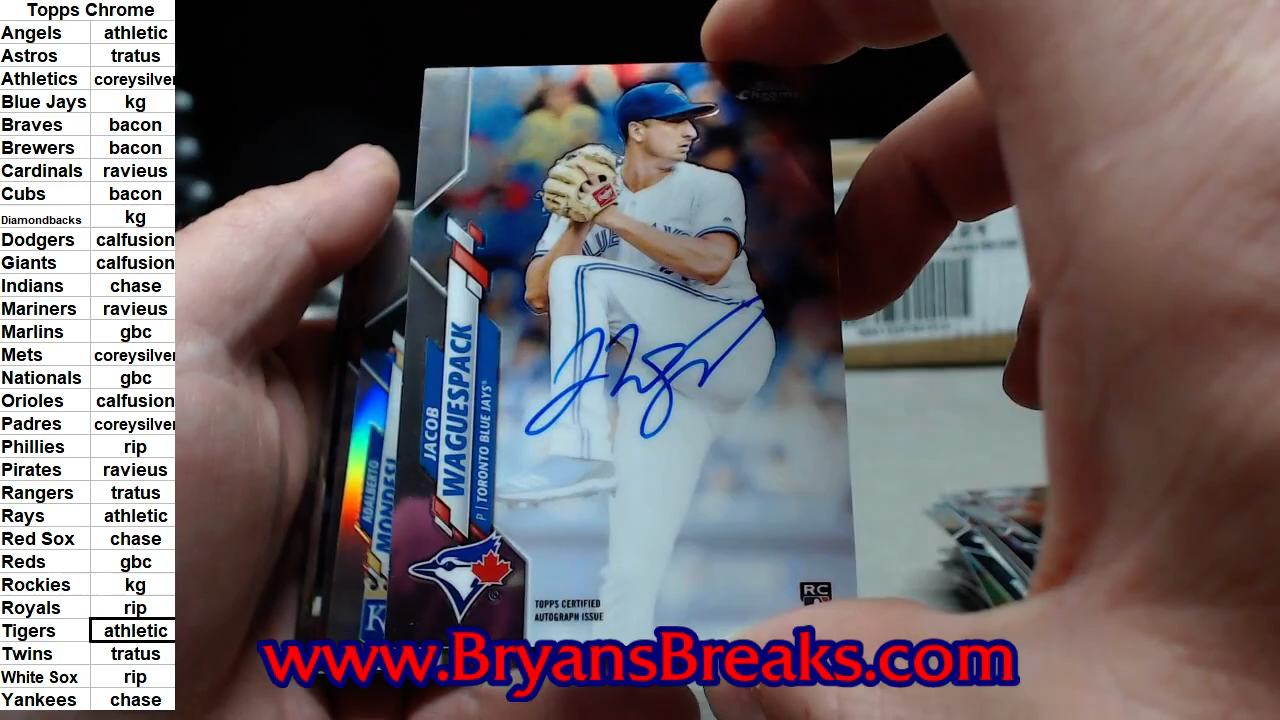 Topps Chrome
Angels athletic
Astros tratus
Athletics coreysilver
Blue Jays kg
Braves bacon
Brewers bacon
Cardinals ravieus
Cubs bacon
Diamondbacks kg
Dodgers calfusion
Giants calfusion
Indians chase
Mariners ravieus
Marlins gbc
Mets coreysilver
Nationals gbc
Orioles calfusion
Padres coreysilver
Phillies rip
Pirates ravieus
Rangers tratus
Rays athletic
Red Sox chase
Reds gbc
Rockies kg
Royals rip
Tigers athletic
Twins tratus
White Sox rip
Yankees chase
JACOB
WAGUESPACK
P | TORONTO BLUE JAYS®
ADALBERTO
MONDESI
TOPPS CERTIFIED
AUTOGRAPH ISSUE
RC
www.BryansBreaks.com